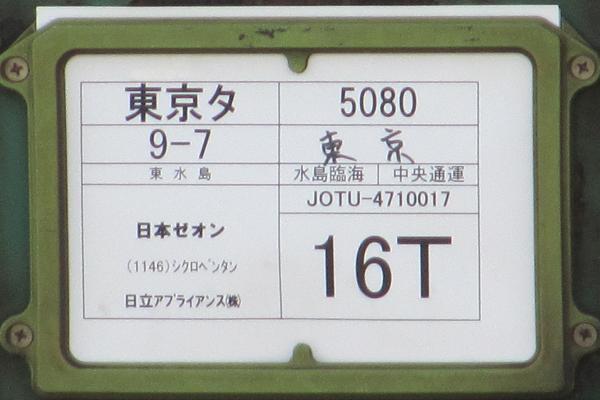 東京タ 5080
9-7 東京
東水島 水島臨海 中央通運
JOTU-4710017
日本ゼオン
16T
(1146)シクロペンタン
日立アプライアンス㈱